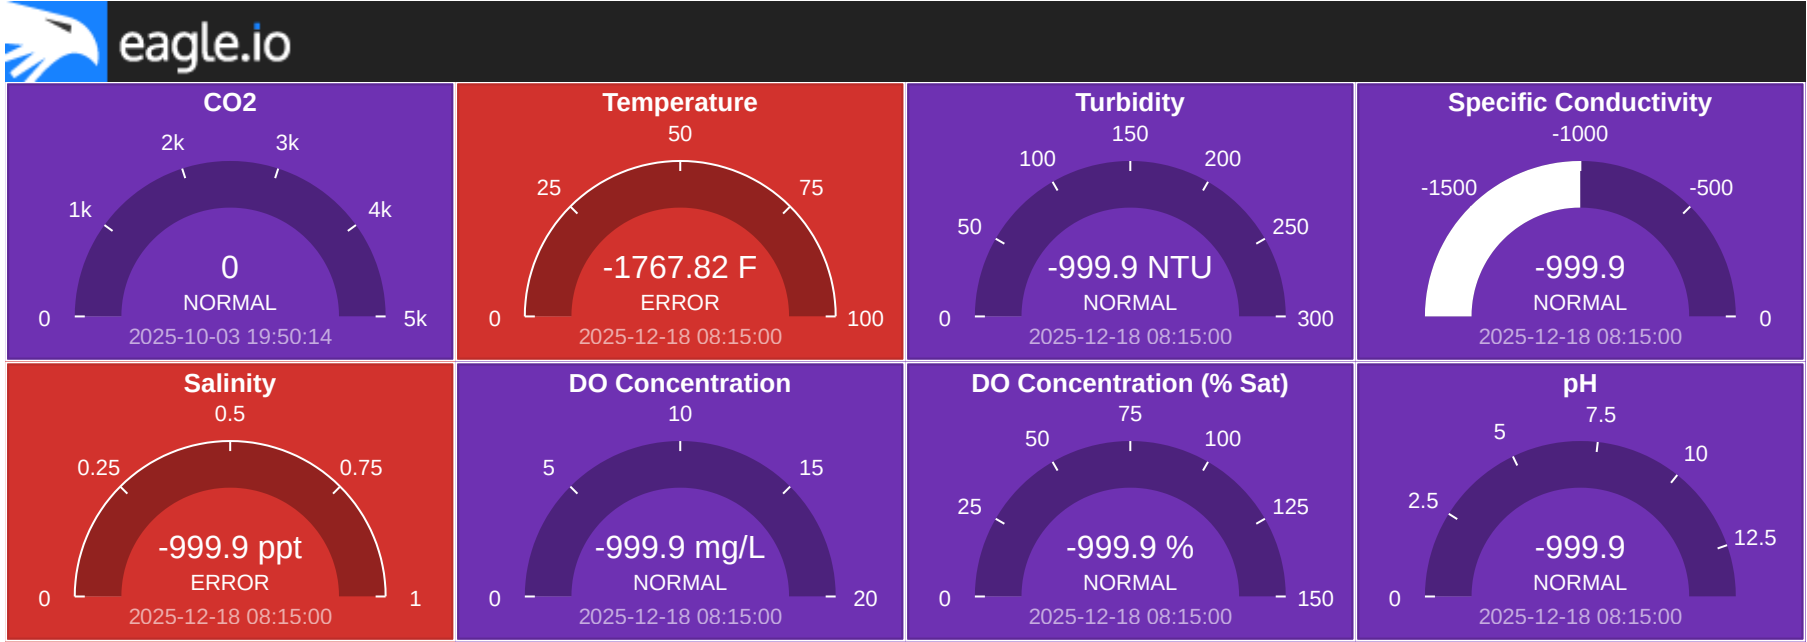 eagle.io
CO2
2k
3k
1k
4k
0
NORMAL
0
5k
2025-10-03 19:50:14
Temperature
50
25
75
-1767.82 F
ERROR
0
100
2025-12-18 08:15:00
Turbidity
150
100
200
50
250
-999.9 NTU
NORMAL
0
300
2025-12-18 08:15:00
Specific Conductivity
-1000
-1500
-500
-999.9
NORMAL
0
2025-12-18 08:15:00
Salinity
0.5
0.25
0.75
-999.9 ppt
ERROR
0
1
2025-12-18 08:15:00
DO Concentration
10
5
15
-999.9 mg/L
NORMAL
0
20
2025-12-18 08:15:00
DO Concentration (% Sat)
75
50
100
25
125
-999.9 %
NORMAL
0
150
2025-12-18 08:15:00
pH
7.5
5
10
2.5
12.5
-999.9
NORMAL
0
2025-12-18 08:15:00